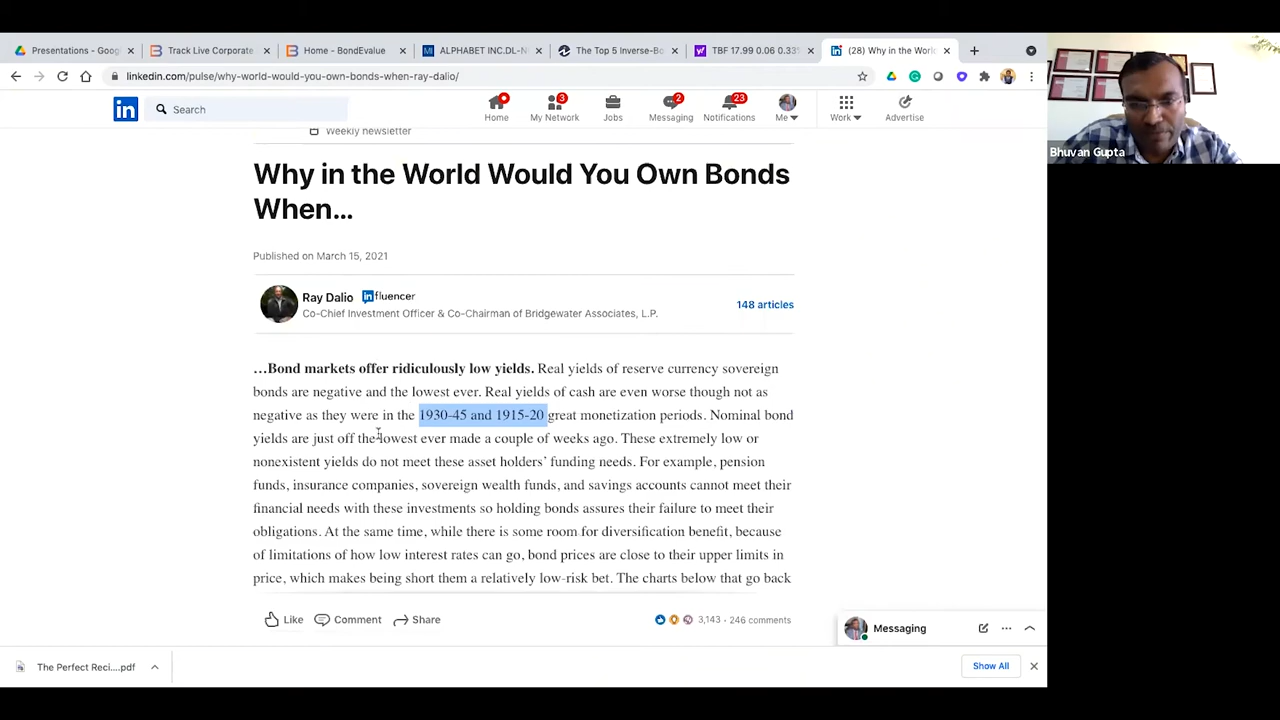 Presentations - Goog
Track Live Corporate
Home - BondEvalue
ALPHABET INC.DL-N
The Top 5 Inverse-Bo
TBF 17.99 0.06 0.33%
(28) Why in the World
linkedin.com/pulse/why-world-would-you-own-bonds-when-ray-dalio/
in
Search
Home
3
My Network
Jobs
2
Messaging
23
Notifications
Me
Work
Advertise
Bhuvan Gupta
Weekly newsletter
Why in the World Would You Own Bonds
When…
Published on March 15, 2021
Ray Dalio influencer
148 articles
Co-Chief Investment Officer & Co-Chairman of Bridgewater Associates, L.P.
…Bond markets offer ridiculously low yields. Real yields of reserve currency sovereign
bonds are negative and the lowest ever. Real yields of cash are even worse though not as
negative as they were in the 1930-45 and 1915-20 great monetization periods. Nominal bond
yields are just off the lowest ever made a couple of weeks ago. These extremely low or
nonexistent yields do not meet these asset holders’ funding needs. For example, pension
funds, insurance companies, sovereign wealth funds, and savings accounts cannot meet their
financial needs with these investments so holding bonds assures their failure to meet their
obligations. At the same time, while there is some room for diversification benefit, because
of limitations of how low interest rates can go, bond prices are close to their upper limits in
price, which makes being short them a relatively low-risk bet. The charts below that go back
Like
Comment
Share
3,143 · 246 comments
Messaging
The Perfect Reci....pdf
Show All